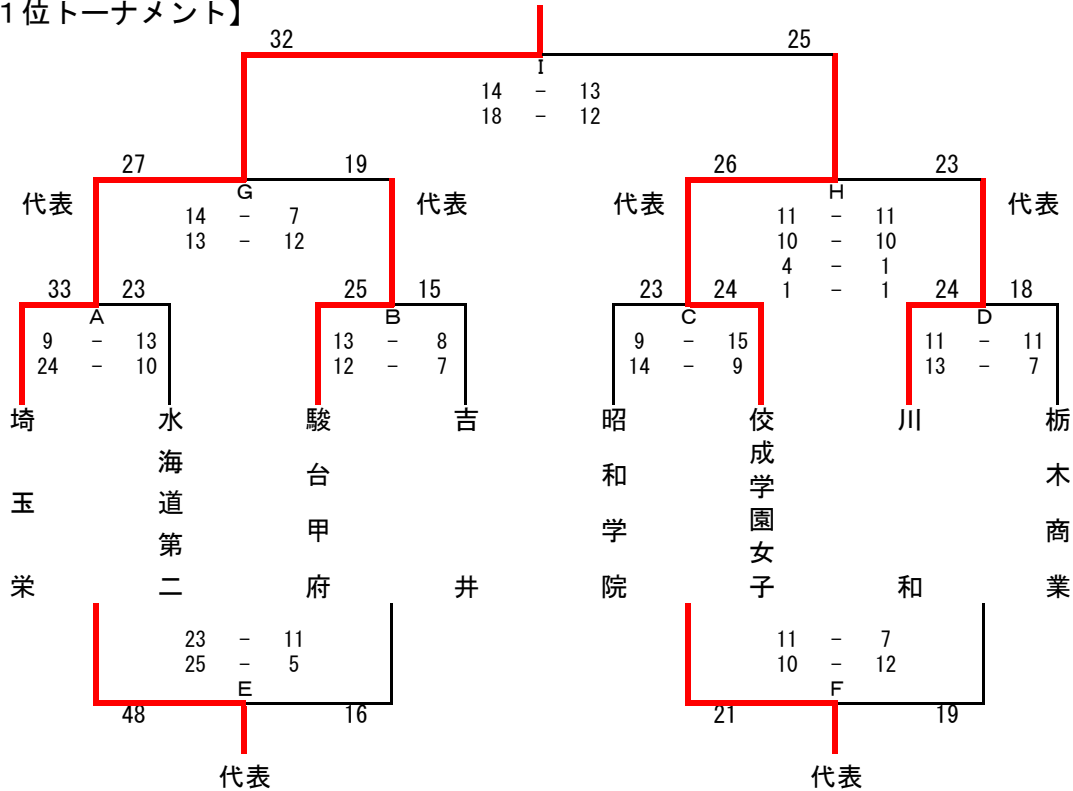 １位トーナメント】
32 25
I
14 － 13
18 － 12
27 19 26 23
代表 G 代表 代表 H 代表
14 － 7 11 － 11
13 － 12 10 － 10
4 － 1
33 23 25 15 23 24 1 － 1 24 18
A B C D
9 － 13 13 － 8 9 － 15 11 － 11
24 － 10 12 － 7 14 － 9 13 － 7
埼玉栄
水海道第二
駿台甲府
吉井
昭和学院
佼成学園女子
川和
栃木商業
23 － 11 11 － 7
25 － 5 10 － 12
E F
48 16 21 19
代表 代表